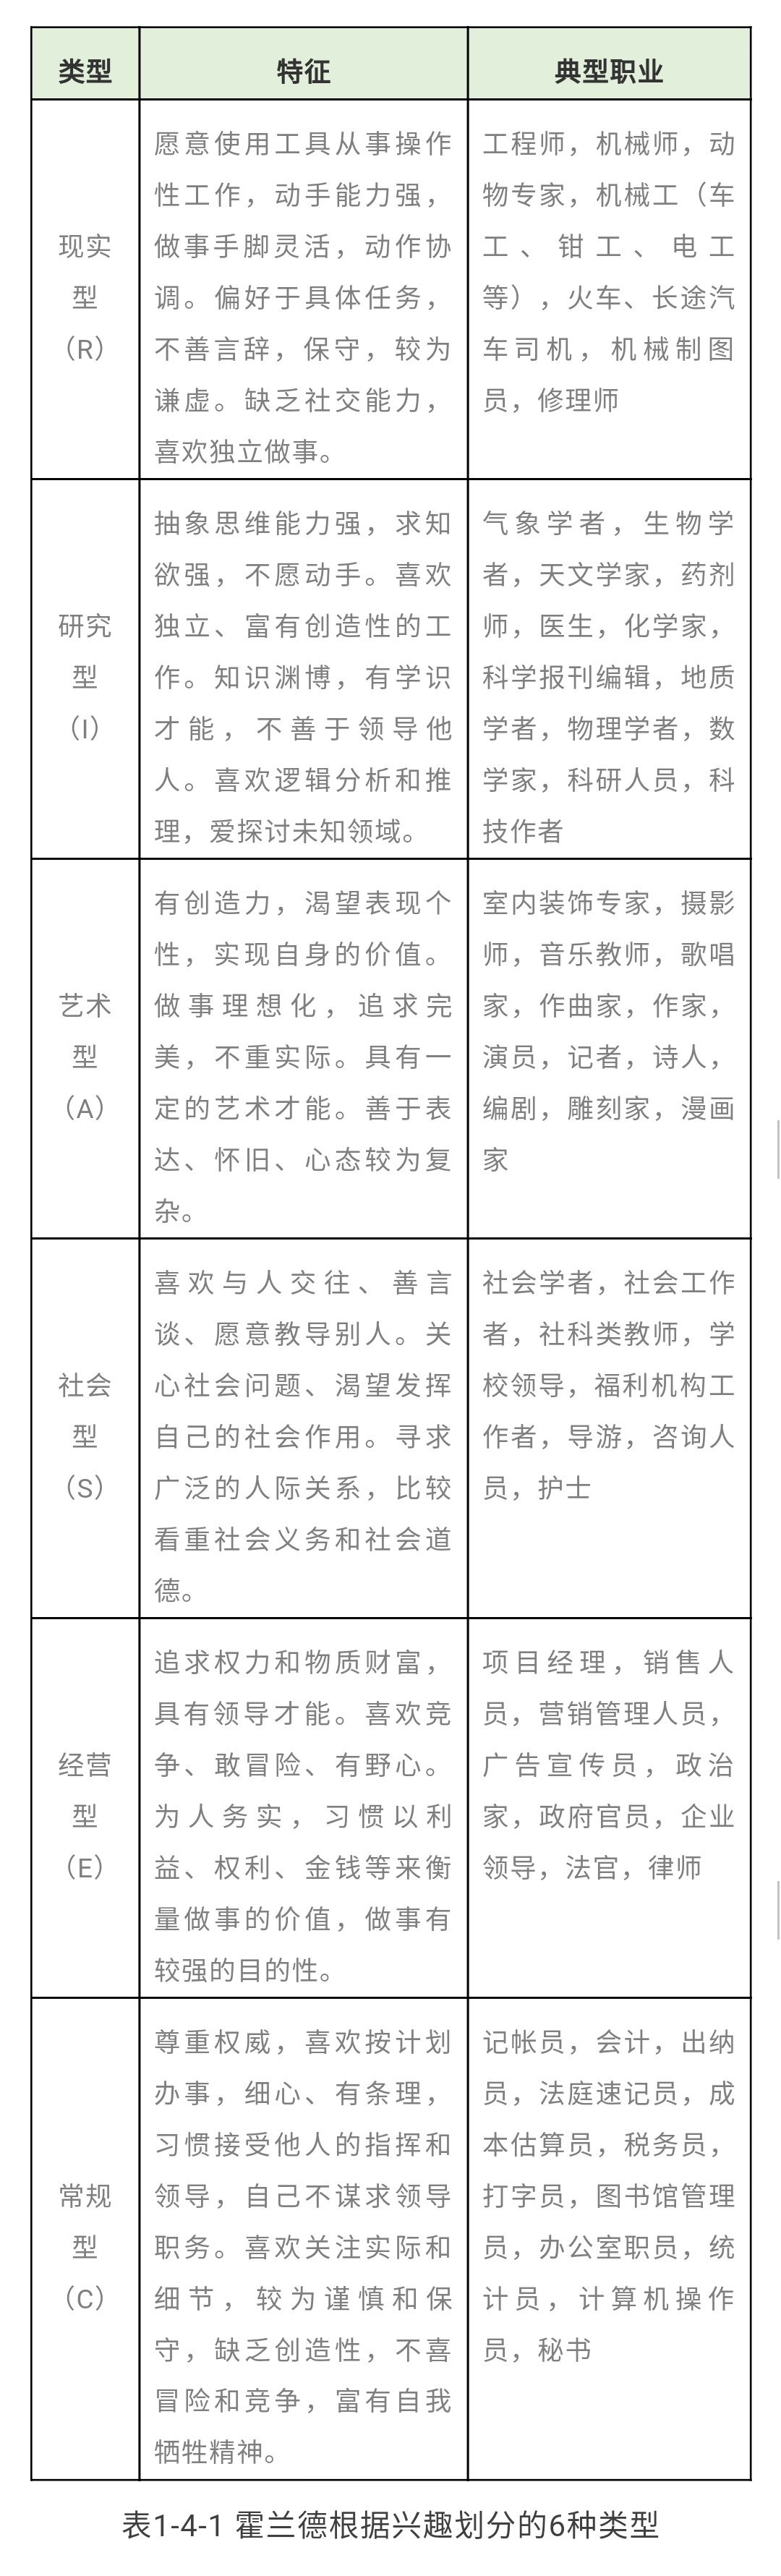 类型
特征
典型职业
现实
型
（R）
愿意使用工具从事操作
性工作，动手能力强，
做事手脚灵活，动作协
调。偏好于具体任务，
不善言辞，保守，较为
谦虚。缺乏社交能力，
喜欢独立做事。
工程师，机械师，动
物专家，机械工（车
工、钳工、电工
等），火车、长途汽
车司机，机械制图
员，修理师
研究
型
（I）
抽象思维能力强，求知
欲强，不愿动手。喜欢
独立、富有创造性的工
作。知识渊博，有学识
才能，不善于领导他
人。喜欢逻辑分析和推
理，爱探讨未知领域。
气象学者，生物学
者，天文学家，药剂
师，医生，化学家，
科学报刊编辑，地质
学者，物理学者，数
学家，科研人员，科
技作者
艺术
型
（A）
有创造力，渴望表现个
性，实现自身的价值。
做事理想化，追求完
美，不重实际。具有一
定的艺术才能。善于表
达、怀旧、心态较为复
杂。
室内装饰专家，摄影
师，音乐教师，歌唱
家，作曲家，作家，
演员，记者，诗人，
编剧，雕刻家，漫画
家
社会
型
（S）
喜欢与人交往、善言
谈、愿意教导别人。关
心社会问题、渴望发挥
自己的社会作用。寻求
广泛的人际关系，比较
看重社会义务和社会道
德。
社会学者，社会工作
者，社科类教师，学
校领导，福利机构工
作者，导游，咨询人
员，护士
经营
型
（E）
追求权力和物质财富，
具有领导才能。喜欢竞
争、敢冒险、有野心。
为人务实，习惯以利
益、权利、金钱等来衡
量做事的价值，做事有
较强的目的性。
项目经理，销售人
员，营销管理人员，
广告宣传员，政治
家，政府官员，企业
领导，法官，律师
常规
型
（C）
尊重权威，喜欢按计划
办事，细心、有条理，
习惯接受他人的指挥和
领导，自己不谋求领导
职务。喜欢关注实际和
细节，较为谨慎和保
守，缺乏创造性，不喜
冒险和竞争，富有自我
牺牲精神。
记帐员，会计，出纳
员，法庭速记员，成
本估算员，税务员，
打字员，图书馆管理
员，办公室职员，统
计员，计算机操作
员，秘书
表1-4-1 霍兰德根据兴趣划分的6种类型